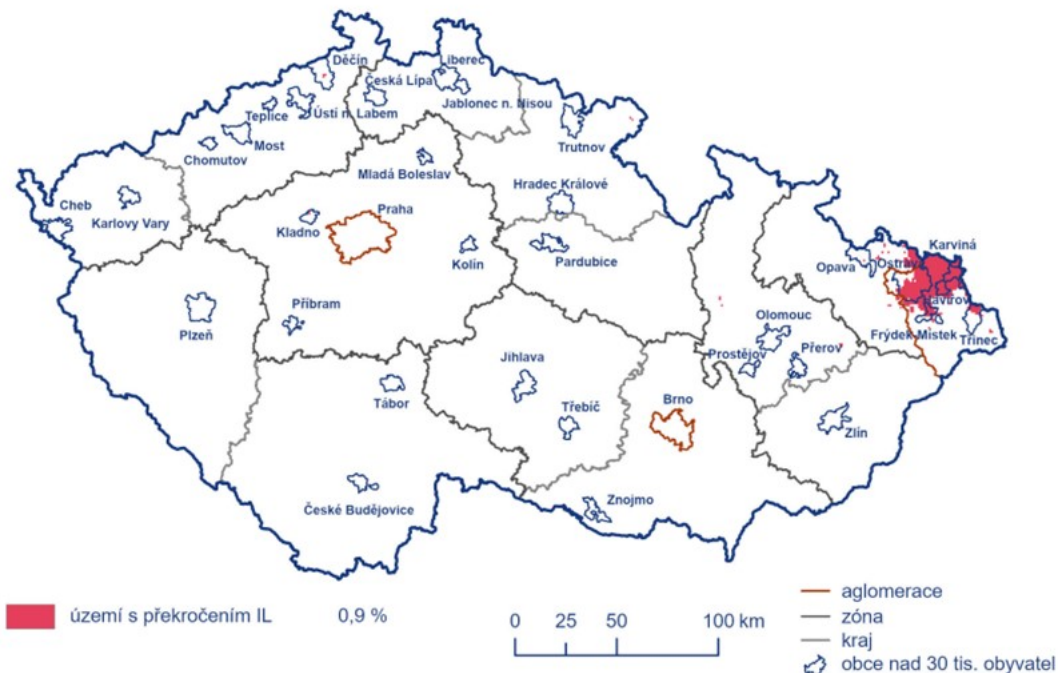 Děčín
Liberec
Česká Lípa
Jablonec n. Nisou
Teplice
Ústí n. Labem
Most
Chomutov
Trutnov
Mladá Boleslav
Hradec Králové
Cheb
Karlovy Vary
Praha
Kladno
Kolín
Pardubice
Karviná
Opava
Ostrava
Havířov
Příbram
Plzeň
Olomouc
Frýdek-Místek
Třinec
Jihlava
Prostějov
Přerov
Tábor
Třebíč
Brno
Zlín
České Budějovice
Znojmo
území s překročením IL 0,9 %
0 25 50 100 km
aglomerace
zóna
kraj
obce nad 30 tis. obyvatel